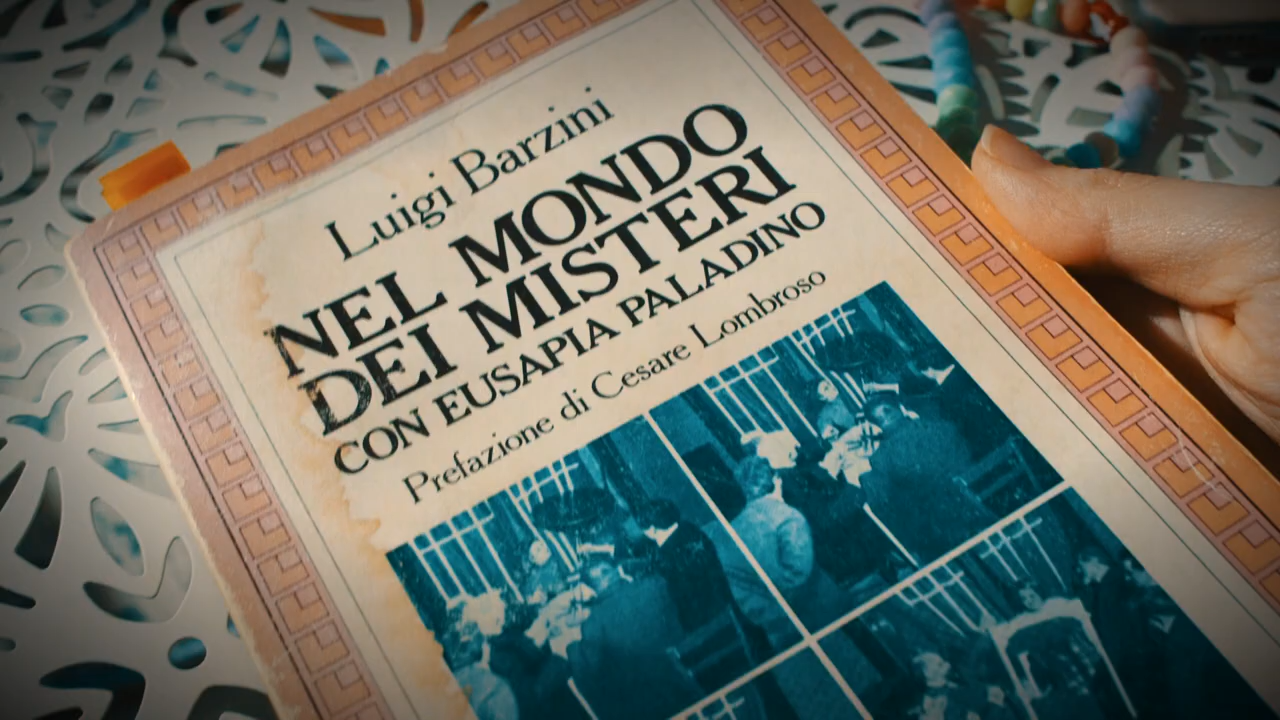 Luigi Barzini
NEL MONDO
DEI MISTERI
CON EUSAPIA PALADINO
Prefazione di Cesare Lombroso